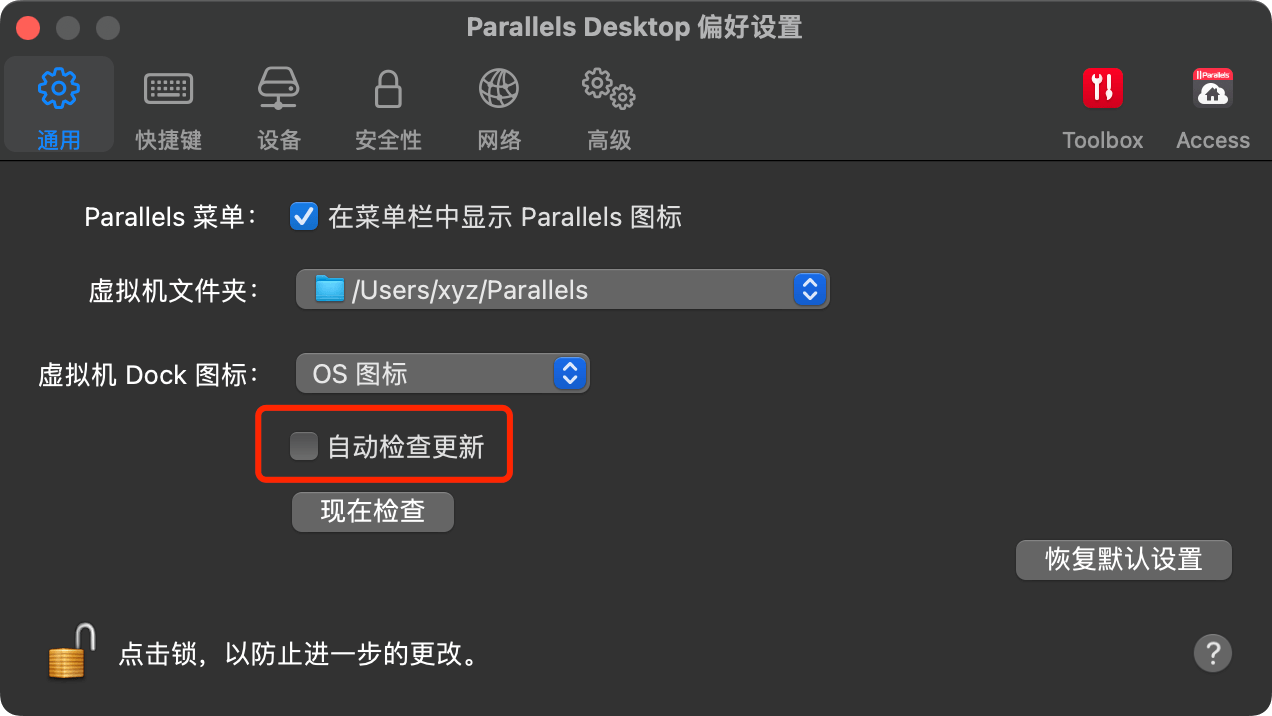 Parallels Desktop 偏好设置
通用 快捷键 设备 安全性 网络 高级 Toolbox Access
Parallels
Parallels 菜单： 在菜单栏中显示 Parallels 图标
虚拟机文件夹： /Users/xyz/Parallels
虚拟机 Dock 图标： OS 图标
自动检查更新
现在检查
恢复默认设置
点击锁，以防止进一步的更改。
?